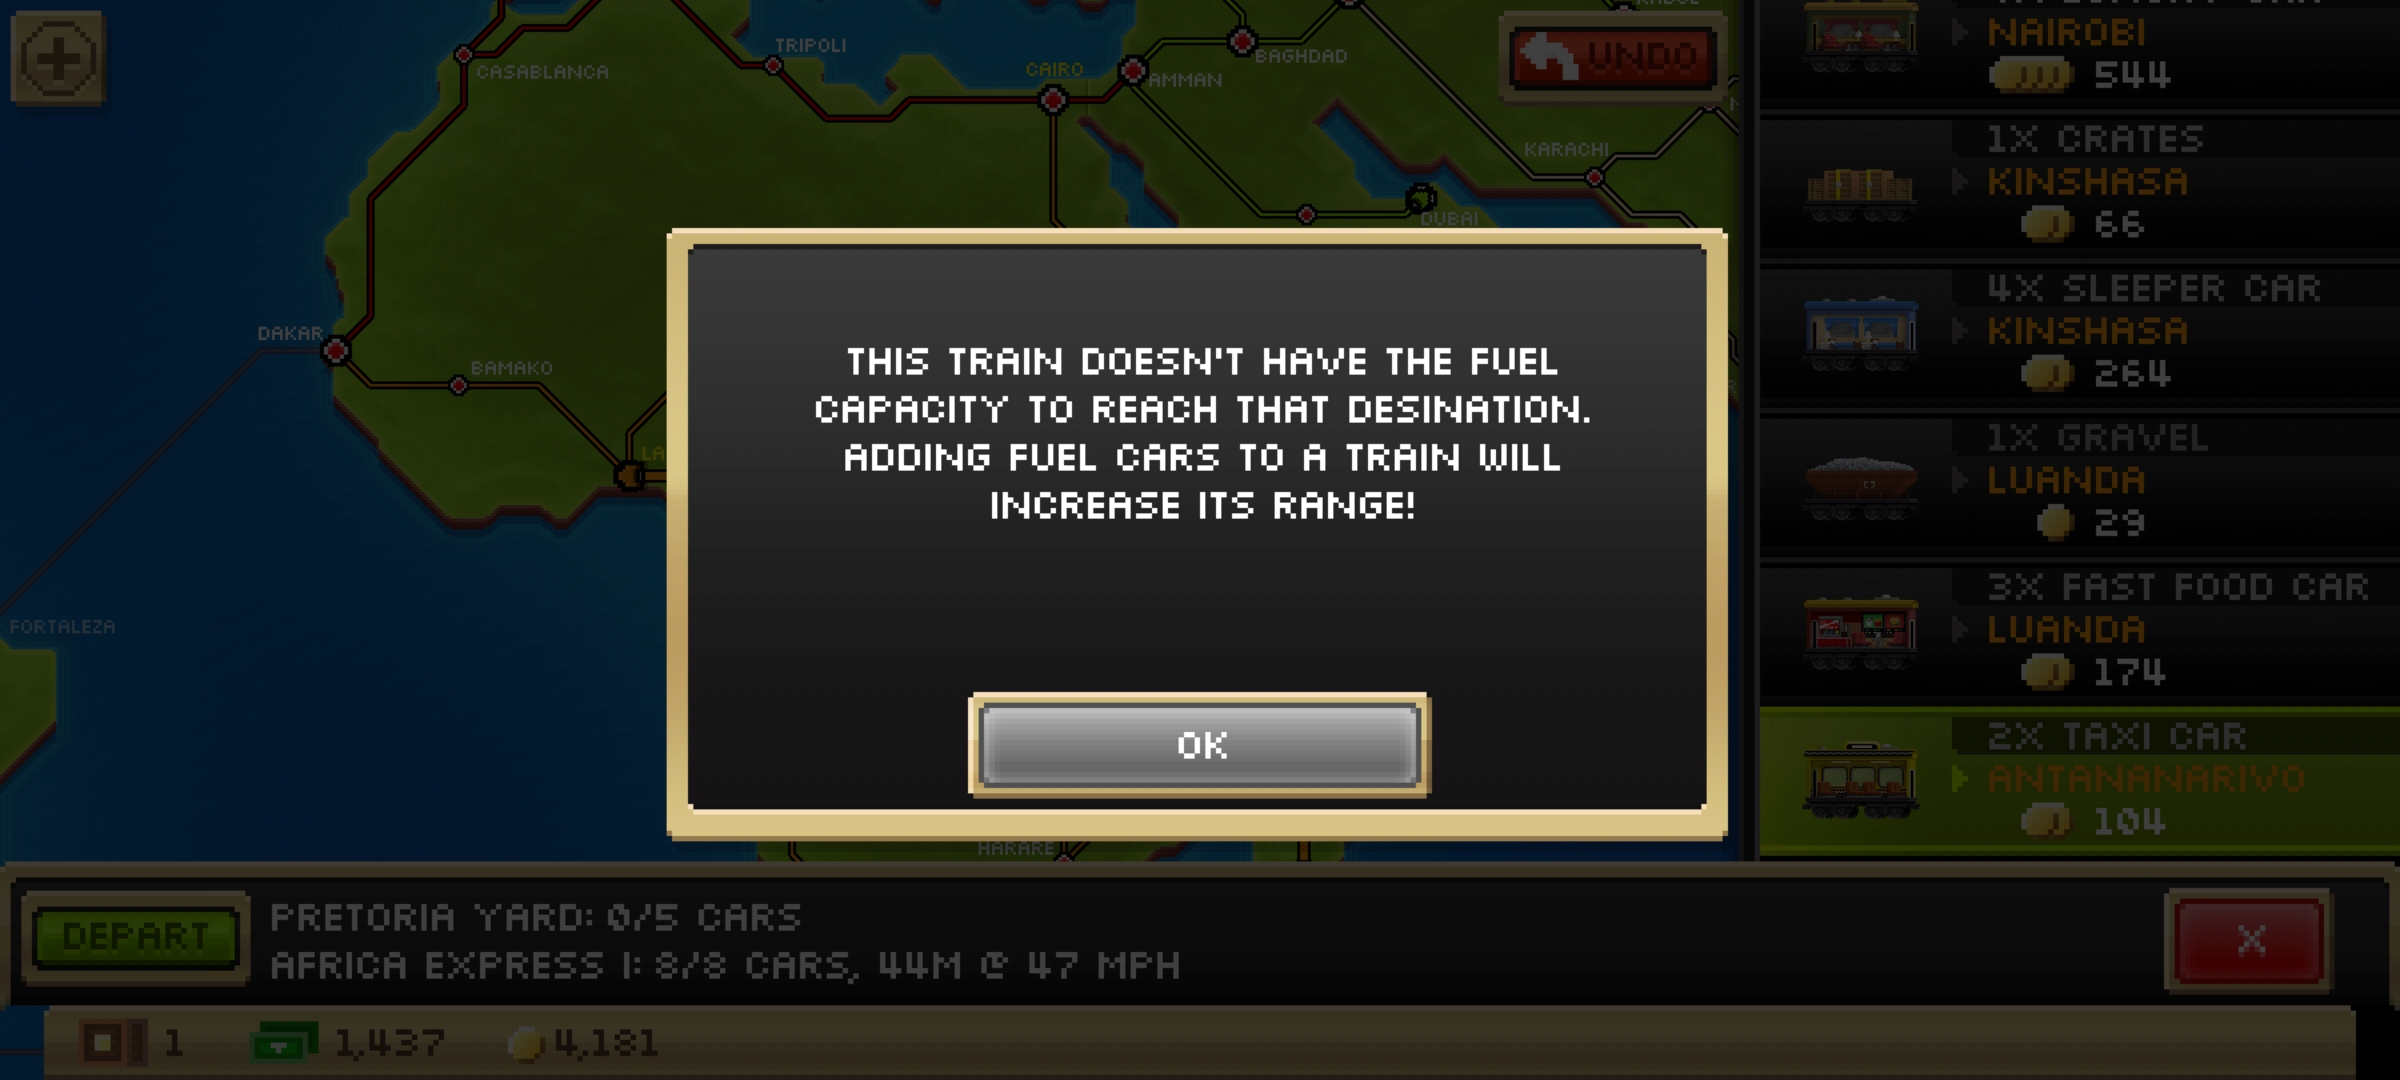 TRIPOLI
CASABLANCA
CAIRO
AMMAN
BAGHDAD
UNDO
KARACHI
DUBAI
DAKAR
BAMAKO
FORTALEZA
HARARE
THIS TRAIN DOESN'T HAVE THE FUEL
CAPACITY TO REACH THAT DESINATION.
ADDING FUEL CARS TO A TRAIN WILL
INCREASE ITS RANGE!
OK
NAIROBI
544
1X CRATES
KINSHASA
66
4X SLEEPER CAR
KINSHASA
264
1X GRAVEL
LUANDA
29
3X FAST FOOD CAR
LUANDA
174
2X TAXI CAR
ANTANANARIVO
104
DEPART
PRETORIA YARD: 0/5 CARS
AFRICA EXPRESS 1: 8/8 CARS, 44M @ 47 MPH
X
1
1,437
4,181